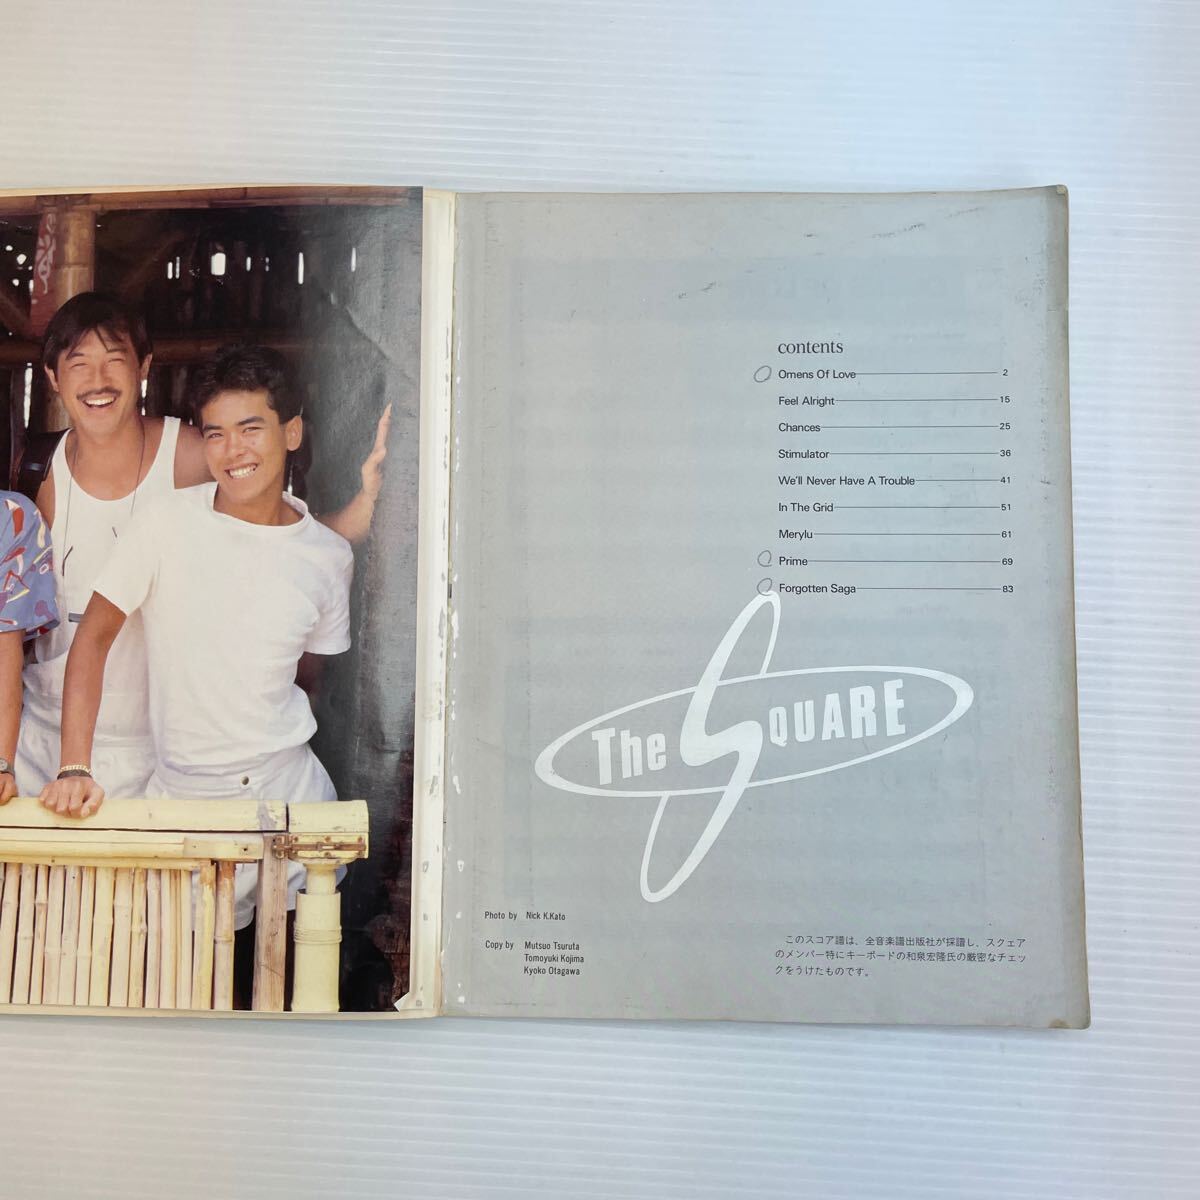 contents
Omens Of Love 2
Feel Alright 15
Chances 25
Stimulator 36
We'll Never Have A Trouble 41
In The Grid 51
Merylu 61
Prime 69
Forgotten Saga 83
The SQUARE
Photo by Nick K.Kato
Copy by Mutsuo Tsuruta
Tomoyuki Kojima
Kyoko Otagawa
このスコア譜は、全音楽譜出版社が採譜し、スクェア
のメンバー特にキーボードの和泉宏隆氏の厳密なチェッ
クをうけたものです。